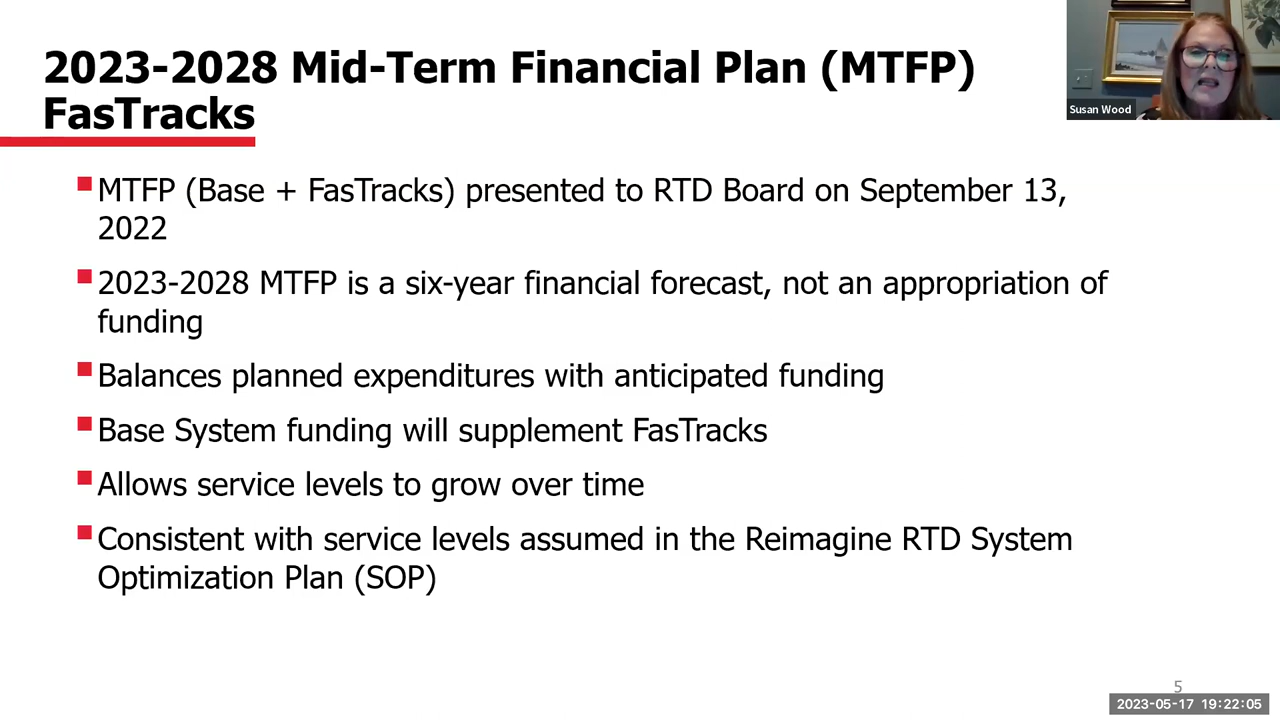 2023-2028 Mid-Term Financial Plan (MTFP)
FasTracks
Susan Wood
MTFP (Base + FasTracks) presented to RTD Board on September 13,
2022
2023-2028 MTFP is a six-year financial forecast, not an appropriation of
funding
Balances planned expenditures with anticipated funding
Base System funding will supplement FasTracks
Allows service levels to grow over time
Consistent with service levels assumed in the Reimagine RTD System
Optimization Plan (SOP)
5
2023-05-17 19:22:05